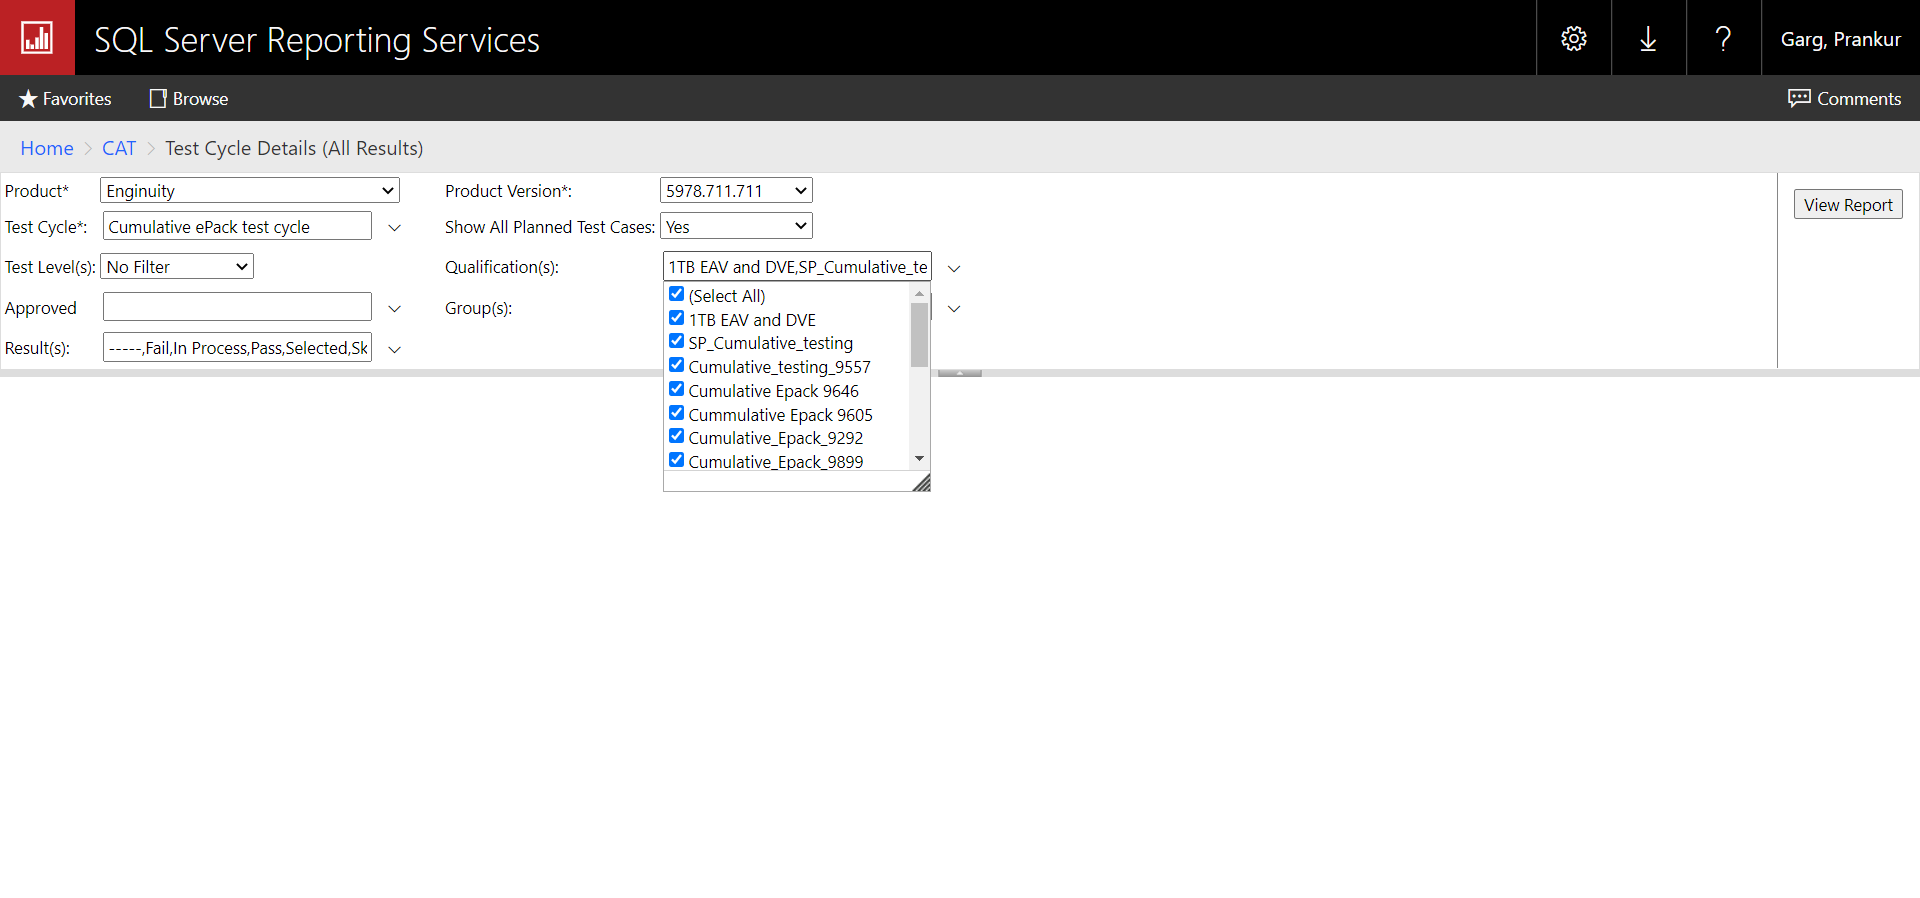 SQL Server Reporting Services
?
Garg, Prankur
Favorites
Browse
Comments
Home > CAT > Test Cycle Details (All Results)
Product*
Enginuity
Product Version*:
5978.711.711
View Report
Test Cycle*:
Cumulative ePack test cycle
Show All Planned Test Cases:
Yes
Test Level(s):
No Filter
Qualification(s):
1TB EAV and DVE,SP_Cumulative_te
(Select All)
1TB EAV and DVE
SP_Cumulative_testing
Cumulative_testing_9557
Cumulative Epack 9646
Cummulative Epack 9605
Cumulative_Epack_9292
Cumulative_Epack_9899
Approved
Group(s):
Result(s):
-----,Fail,In Process,Pass,Selected,Sk